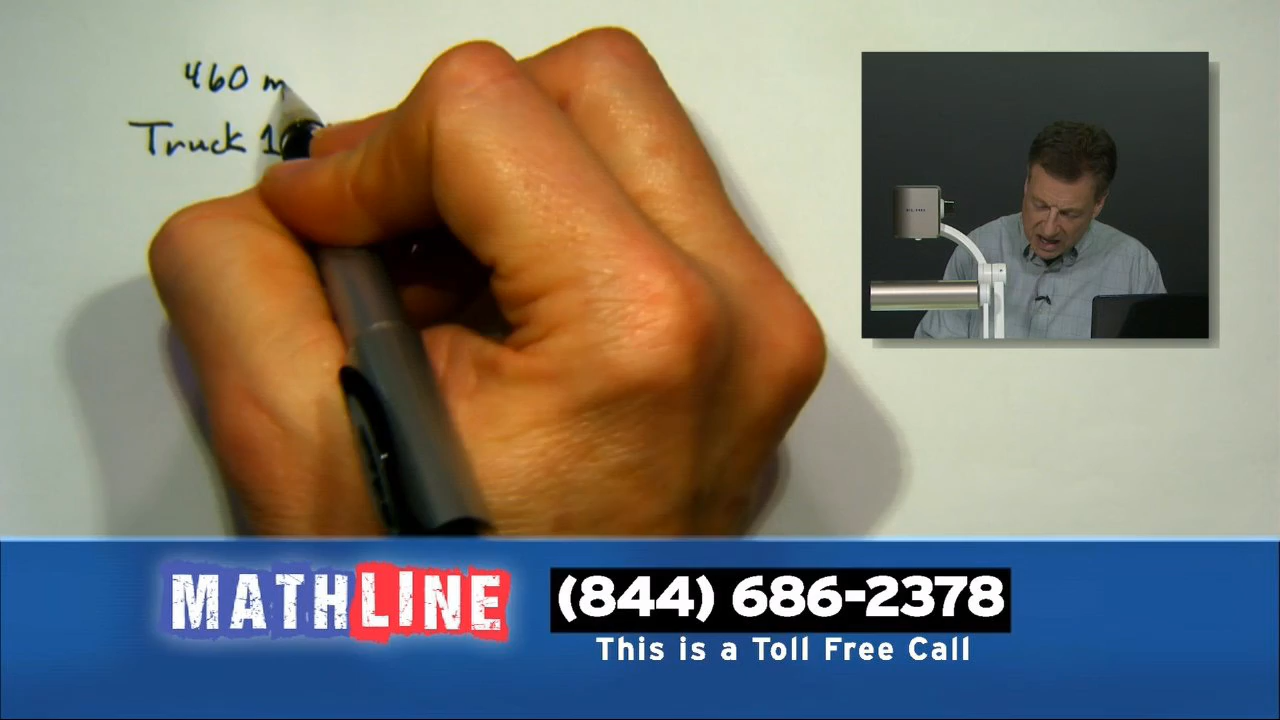 460 m
Truck 1
MATHLINE
(844) 686-2378
This is a Toll Free Call